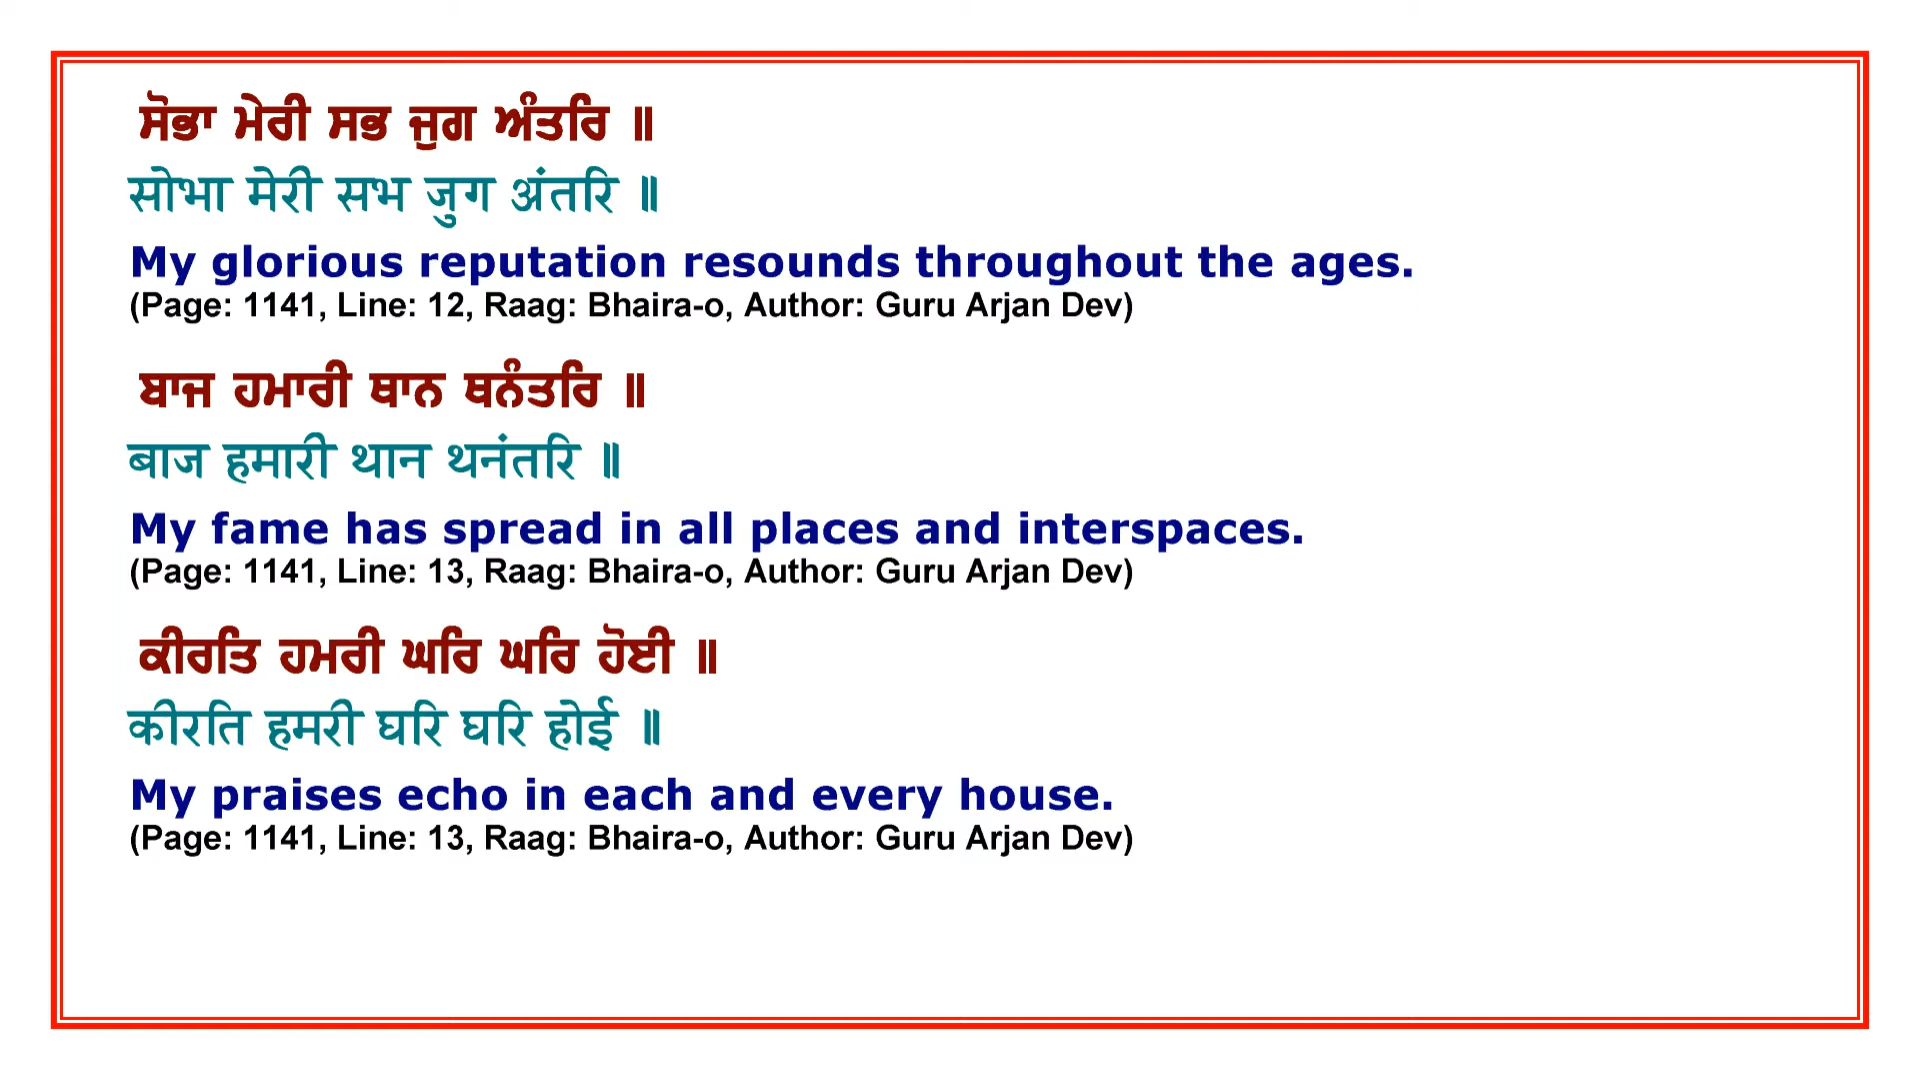 ਸੋਭਾ ਮੇਰੀ ਸਭ ਜੁਗ ਅੰਤਰਿ ॥
सोभा मेरी सभ जुग अंतरि ॥
My glorious reputation resounds throughout the ages.
(Page: 1141, Line: 12, Raag: Bhaira-o, Author: Guru Arjan Dev)
ਬਾਜ ਹਮਾਰੀ ਥਾਨ ਥਨੰਤਰਿ ॥
बाज हमारी थान थनंतरि ॥
My fame has spread in all places and interspaces.
(Page: 1141, Line: 13, Raag: Bhaira-o, Author: Guru Arjan Dev)
ਕੀਰਤਿ ਹਮਰੀ ਘਰਿ ਘਰਿ ਹੋਈ ॥
कीरति हमरी घरि घरि होई ॥
My praises echo in each and every house.
(Page: 1141, Line: 13, Raag: Bhaira-o, Author: Guru Arjan Dev)